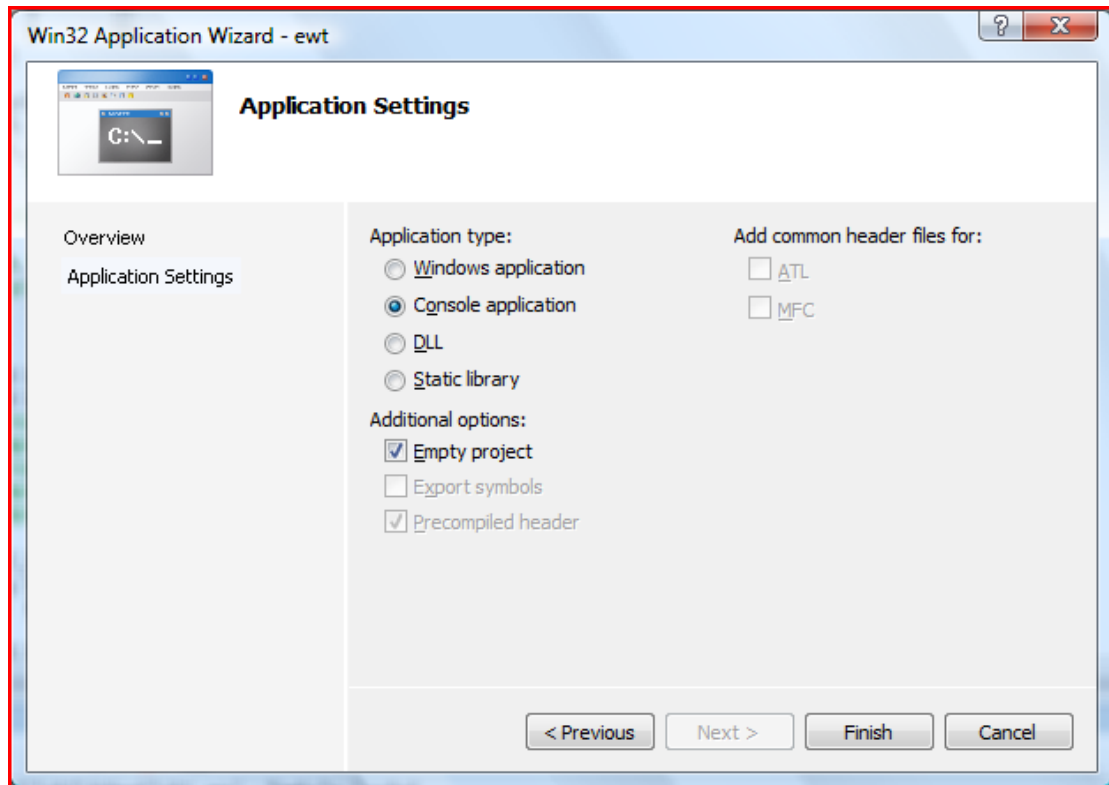 Win32 Application Wizard - ewt
?
X
C:\_
Application Settings
Overview
Application Settings
Application type:
Windows application
Console application
DLL
Static library
Additional options:
Empty project
Export symbols
Precompiled header
Add common header files for:
ATL
MFC
< Previous
Next >
Finish
Cancel